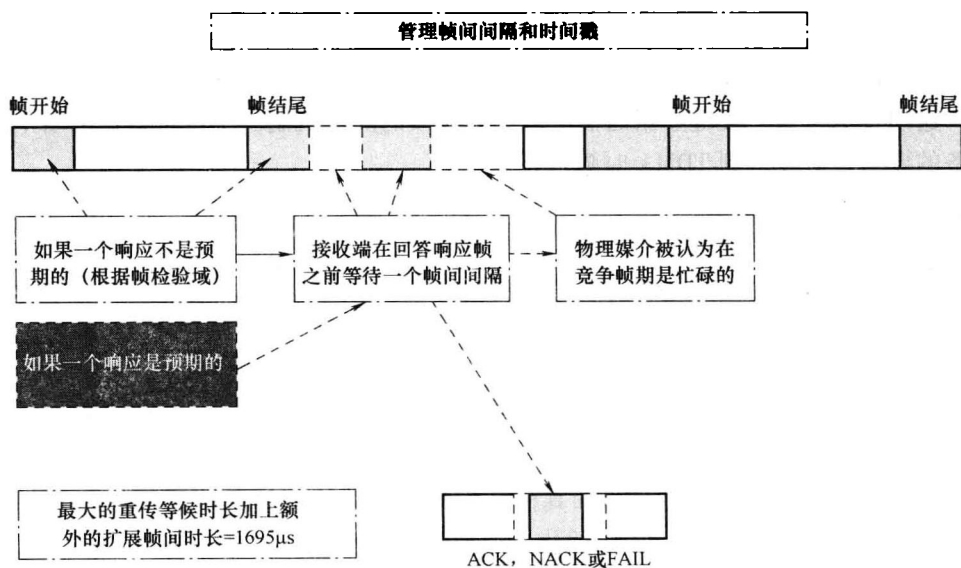 管理帧间间隔和时间戳
帧开始
帧结尾
帧开始
帧结尾
如果一个响应不是预
期的（根据帧检验域）
接收端在回答响应帧
之前等待一个帧间间隔
物理媒介被认为在
竞争帧期是忙碌的
如果一个响应是预期的
最大的重传等候时长加上额
外的扩展帧间时长=1695μs
ACK，NACK或FAIL